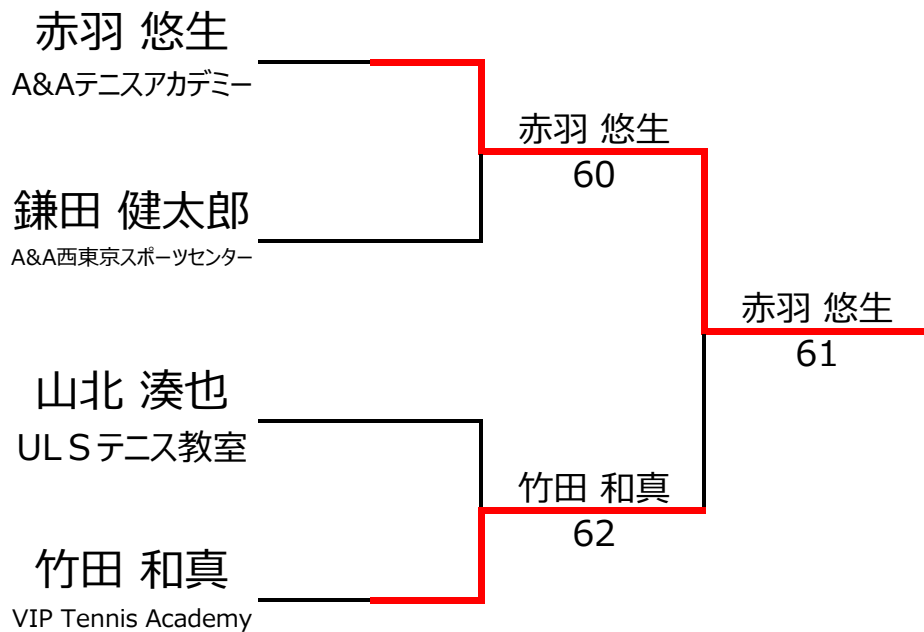 赤羽 悠生
A&Aテニスアカデミー
赤羽 悠生
60
鎌田 健太郎
A&A西東京スポーツセンター
赤羽 悠生
61
山北 湊也
ULSテニス教室
竹田 和真
62
竹田 和真
VIP Tennis Academy